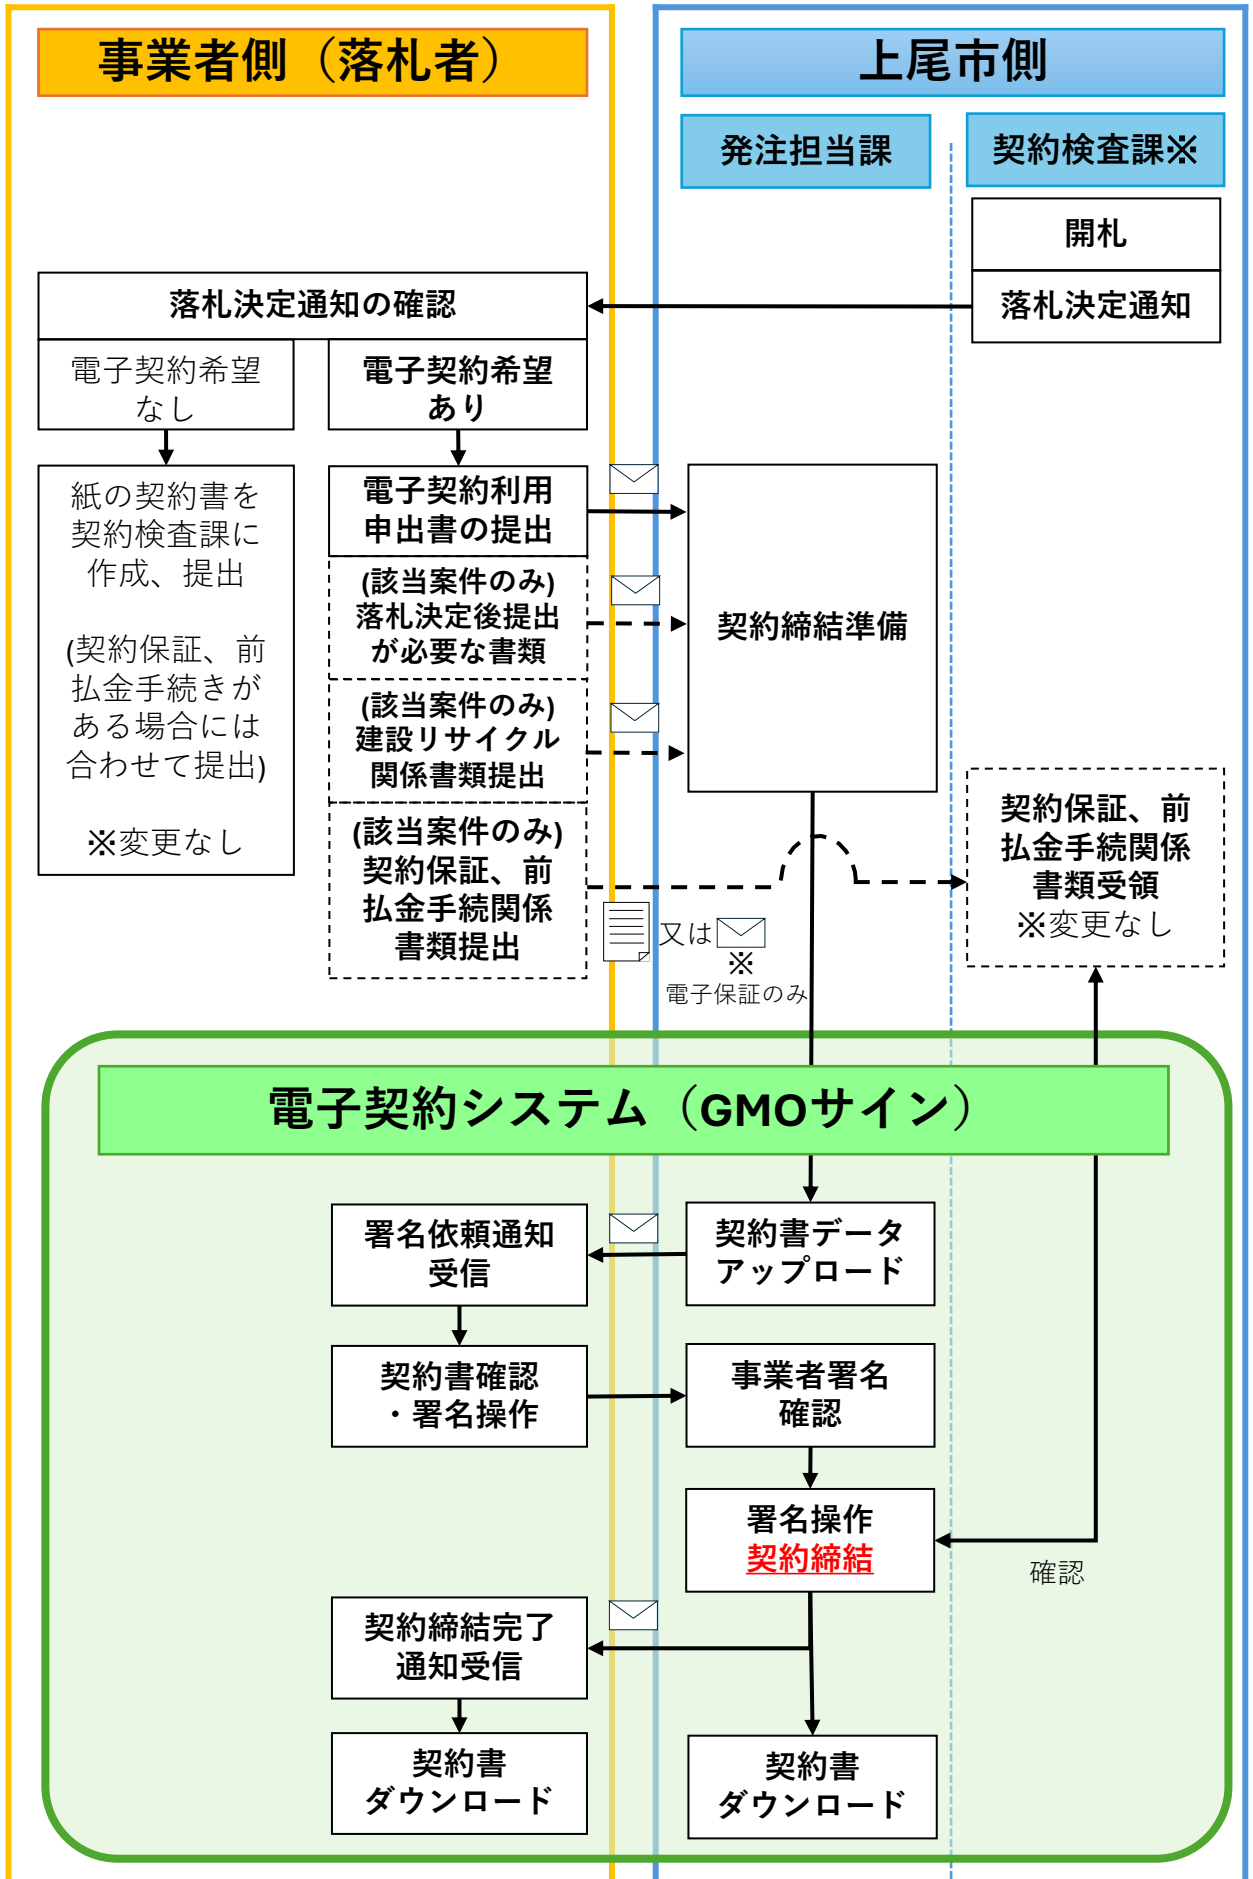 事業者側（落札者）
上尾市側
発注担当課
契約検査課※
開札
落札決定通知
落札決定通知の確認
電子契約希望
なし
電子契約希望
あり
紙の契約書を
契約検査課に
作成、提出
(契約保証、前
払金手続きが
ある場合には
合わせて提出)
※変更なし
電子契約利用
申出書の提出
(該当案件のみ)
落札決定後提出
が必要な書類
(該当案件のみ)
建設リサイクル
関係書類提出
(該当案件のみ)
契約保証、前
払金手続関係
書類提出
契約締結準備
契約保証、前
払金手続関係
書類受領
※変更なし
又は
※
電子保証のみ
電子契約システム（GMOサイン）
署名依頼通知
受信
契約書データ
アップロード
契約書確認
・署名操作
事業者署名
確認
署名操作
契約締結
確認
契約締結完了
通知受信
契約書
ダウンロード
契約書
ダウンロード